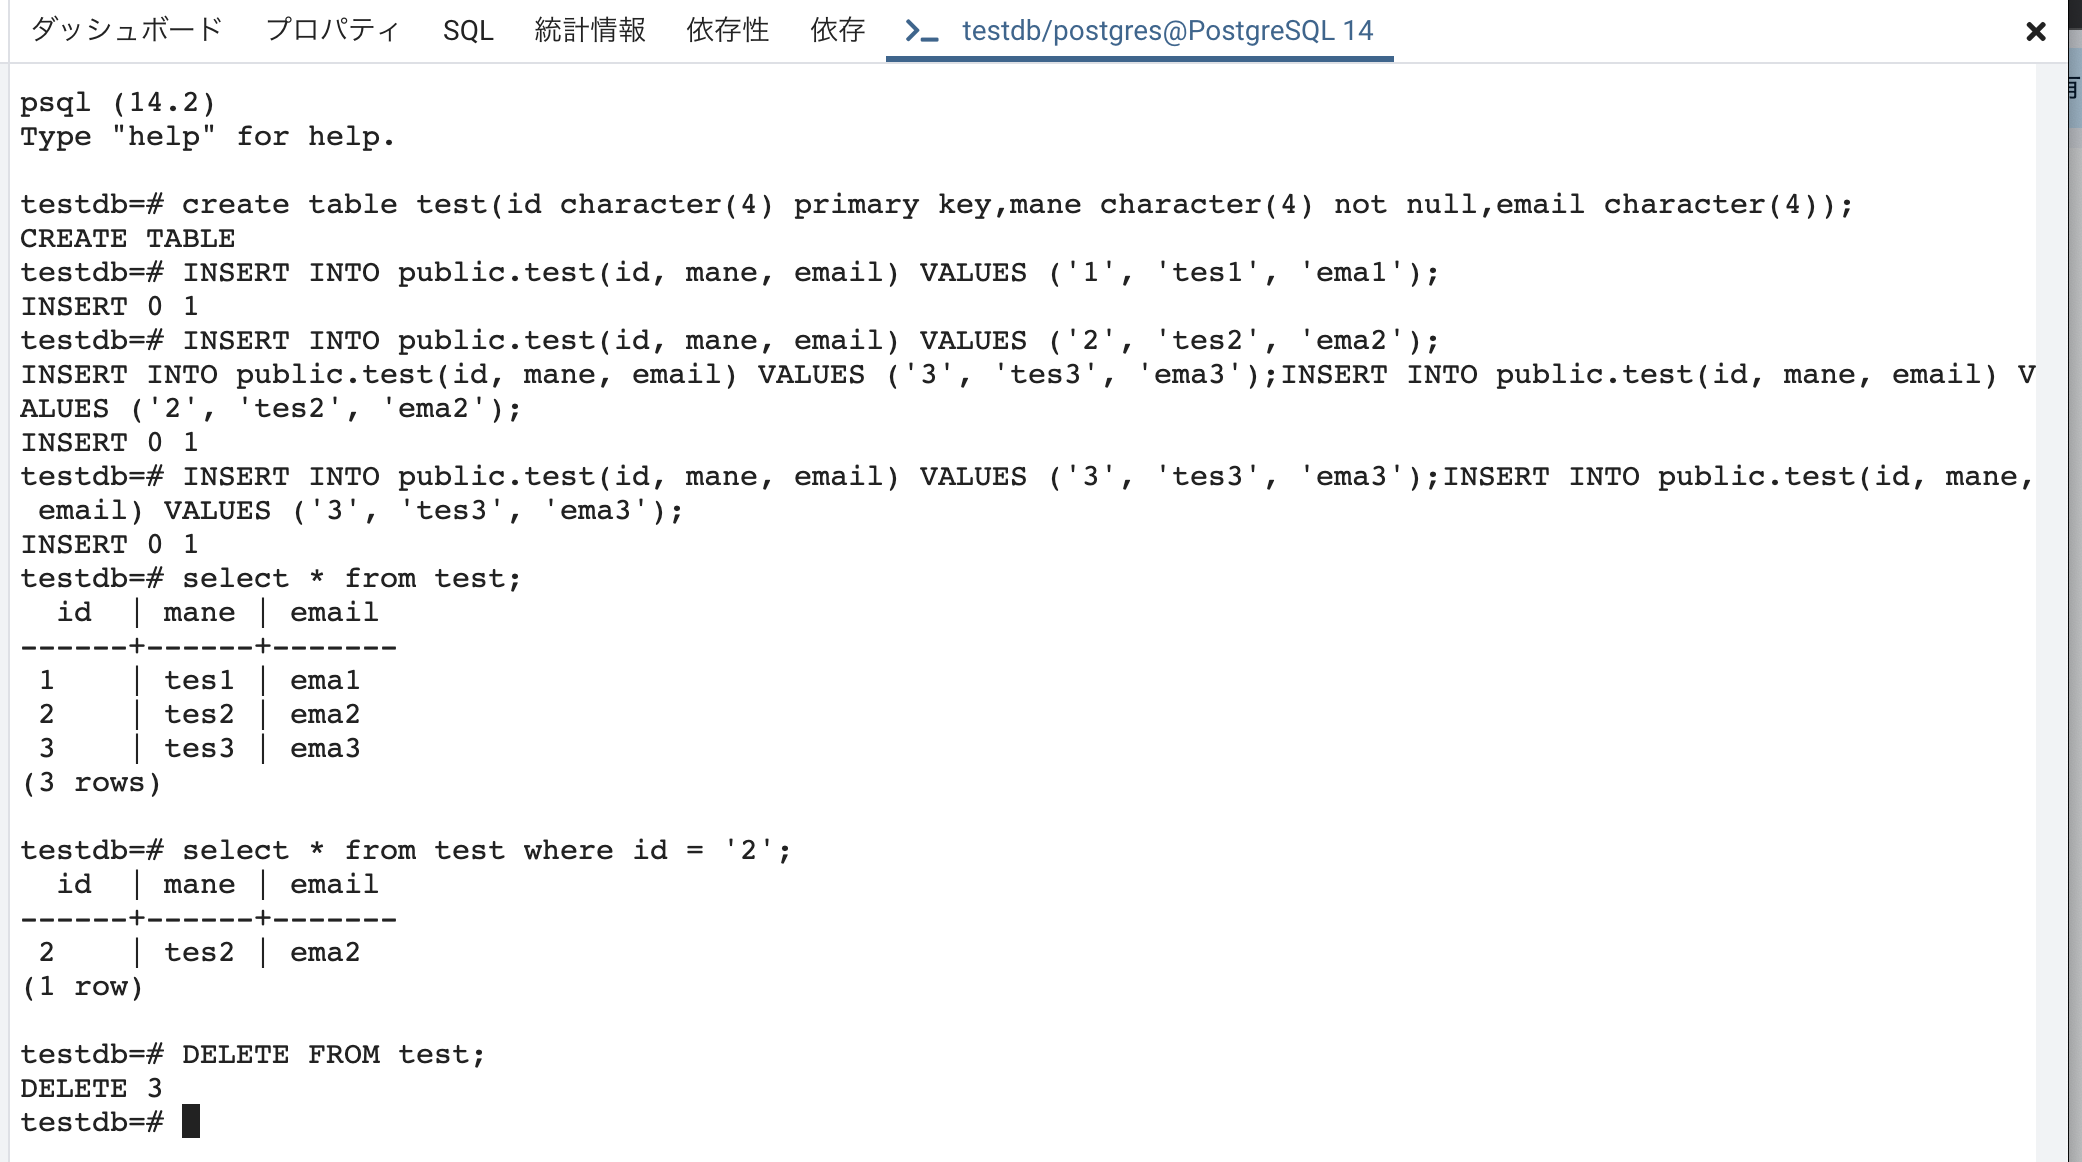 ダッシュボード プロパティ SQL 統計情報 依存性 依存 >_ testdb/postgres@PostgreSQL 14 ×
psql (14.2)
Type "help" for help.
testdb=# create table test(id character(4) primary key,mane character(4) not null,email character(4));
CREATE TABLE
testdb=# INSERT INTO public.test(id, mane, email) VALUES ('1', 'tes1', 'ema1');
INSERT 0 1
testdb=# INSERT INTO public.test(id, mane, email) VALUES ('2', 'tes2', 'ema2');
INSERT INTO public.test(id, mane, email) VALUES ('3', 'tes3', 'ema3');INSERT INTO public.test(id, mane, email) V
ALUES ('2', 'tes2', 'ema2');
INSERT 0 1
testdb=# INSERT INTO public.test(id, mane, email) VALUES ('3', 'tes3', 'ema3');INSERT INTO public.test(id, mane,
 email) VALUES ('3', 'tes3', 'ema3');
INSERT 0 1
testdb=# select * from test;
  id  | mane | email
------+------+-------
 1    | tes1 | ema1
 2    | tes2 | ema2
 3    | tes3 | ema3
(3 rows)
testdb=# select * from test where id = '2';
  id  | mane | email
------+------+-------
 2    | tes2 | ema2
(1 row)
testdb=# DELETE FROM test;
DELETE 3
testdb=#